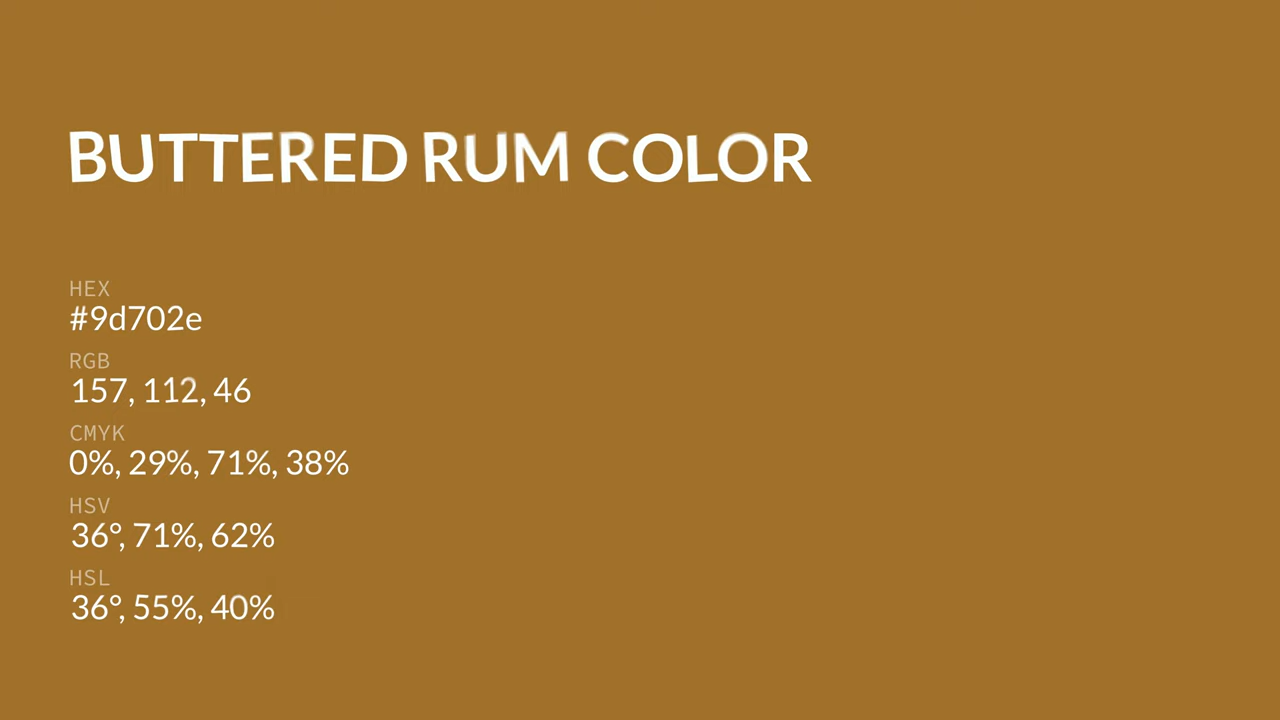 BUTTERED RUM COLOR
HEX
#9d702e
RGB
157, 112, 46
CMYK
0%, 29%, 71%, 38%
HSV
36°, 71%, 62%
HSL
36°, 55%, 40%